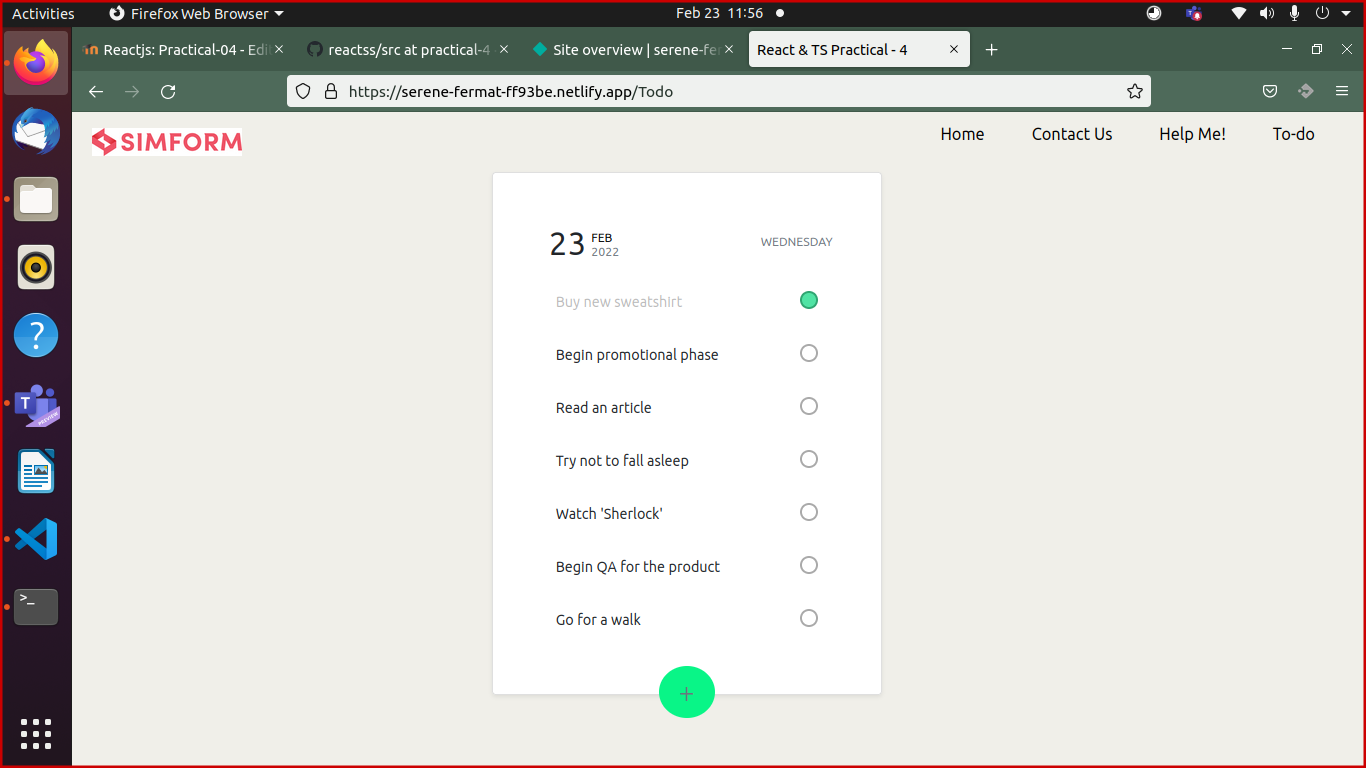 Activities Firefox Web Browser Feb 23 11:56
Reactjs: Practical-04 - Edi reactss/src at practical-4 Site overview | serene-fer React & TS Practical - 4
https://serene-fermat-ff93be.netlify.app/Todo
SIMFORM Home Contact Us Help Me! To-do
23 FEB WEDNESDAY
2022
Buy new sweatshirt
Begin promotional phase
Read an article
Try not to fall asleep
Watch 'Sherlock'
Begin QA for the product
Go for a walk
+
T
PREVIEW
?
>_